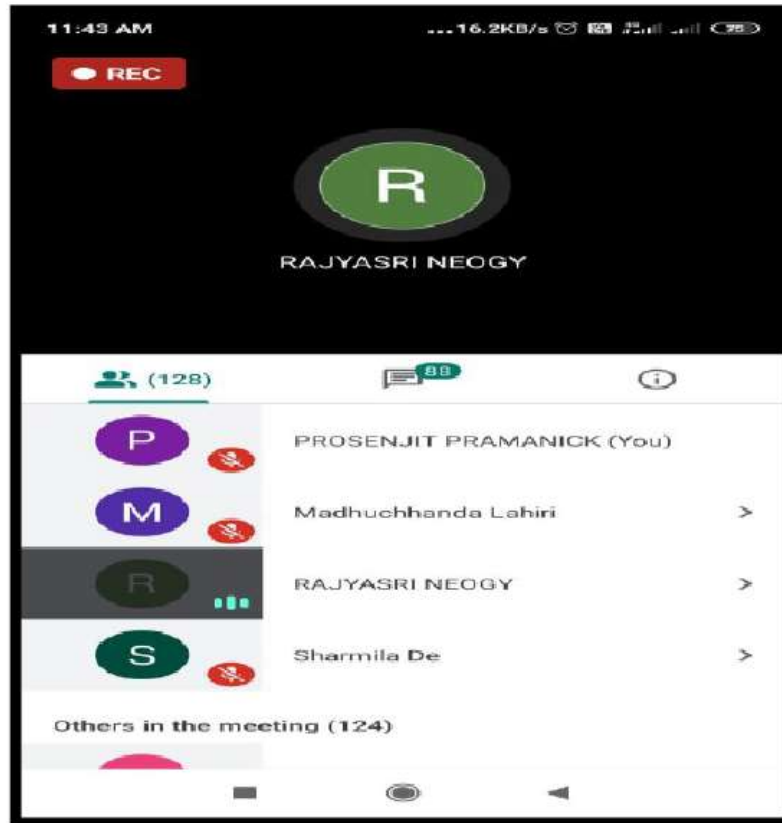 11:43 AM ...16.2KB/s 75
REC
R
RAJYASRI NEOGY
(128) 88
P PROSENJIT PRAMANICK (You)
M Madhuchhanda Lahiri
R RAJYASRI NEOGY
S Sharmila De
Others in the meeting (124)